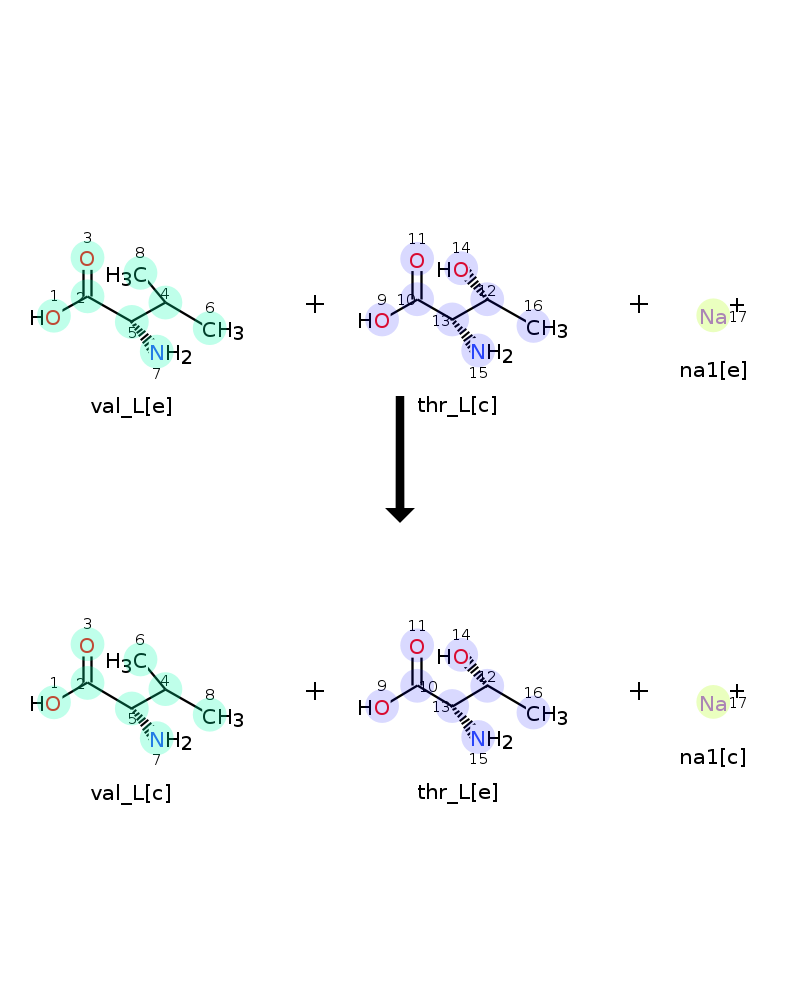 3 11 14
8
O H3C O HO
1 2 4 6 9 10 12 16
HO 5 CH3 + HO 13 CH3 + Na+ 17
NH2 NH2
7 15
na1[e]
val_L[e] thr_L[c]
3 11 14
6
O H3C O HO
1 2 4 8 9 10 12 16
HO 5 CH3 + HO 13 CH3 + Na+ 17
NH2 NH2
7 15
na1[c]
val_L[c] thr_L[e]